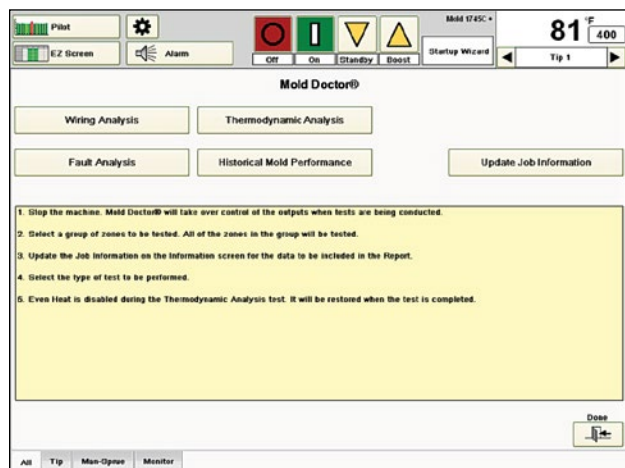 Pilot
EZ Screen
Alarm
Off
On
Standby
Boost
Mold 1745C
Startup Wizard
81 °F
400
Tip 1
Mold Doctor®
Wiring Analysis
Thermodynamic Analysis
Fault Analysis
Historical Mold Performance
Update Job Information
1. Stop the machine. Mold Doctor® will take over control of the outputs when tests are being conducted.
2. Select a group of zones to be tested. All of the zones in the group will be tested.
3. Update the Job Information on the Information screen for the data to be included in the Report.
4. Select the type of test to be performed.
5. Even Heat is disabled during the Thermodynamic Analysis test. It will be restored when the test is completed.
Done
All
Tip
Man-Sprue
Monitor